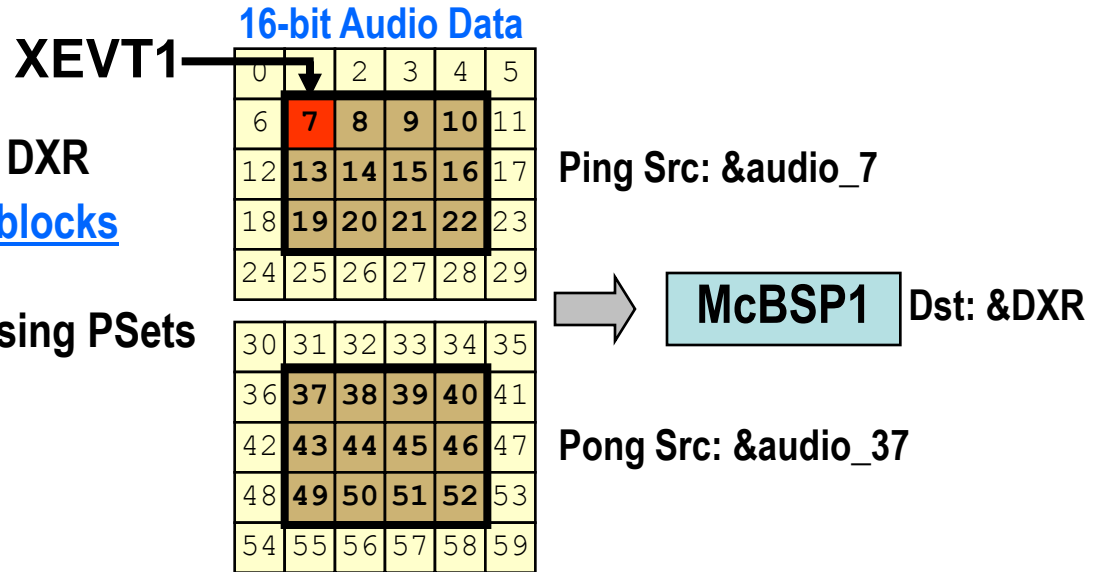 16-bit Audio Data
XEVT1
0 2 3 4 5
6 7 8 9 10 11
DXR
12 13 14 15 16 17
Ping Src: &audio_7
blocks
18 19 20 21 22 23
24 25 26 27 28 29
McBSP1
Dst: &DXR
sing PSets
30 31 32 33 34 35
36 37 38 39 40 41
42 43 44 45 46 47
Pong Src: &audio_37
48 49 50 51 52 53
54 55 56 57 58 59